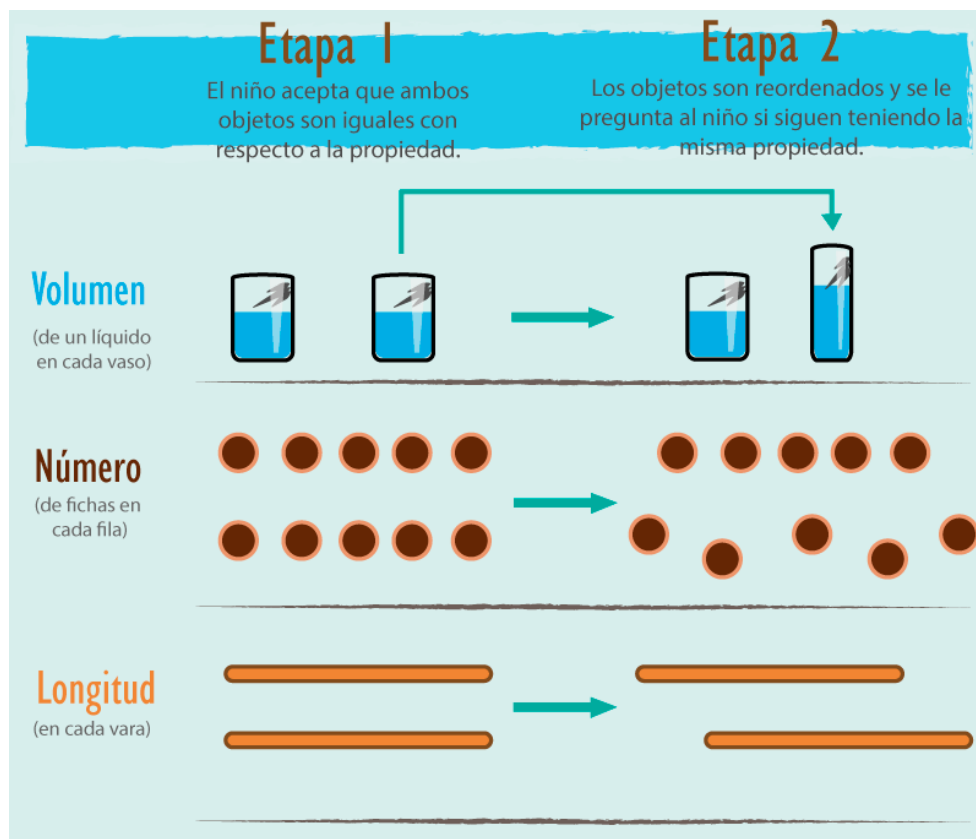 Etapa 1
El niño acepta que ambos
objetos son iguales con
respecto a la propiedad.
Etapa 2
Los objetos son reordenados y se le
pregunta al niño si siguen teniendo la
misma propiedad.
Volumen
(de un líquido
en cada vaso)
Número
(de fichas en
cada fila)
Longitud
(en cada vara)